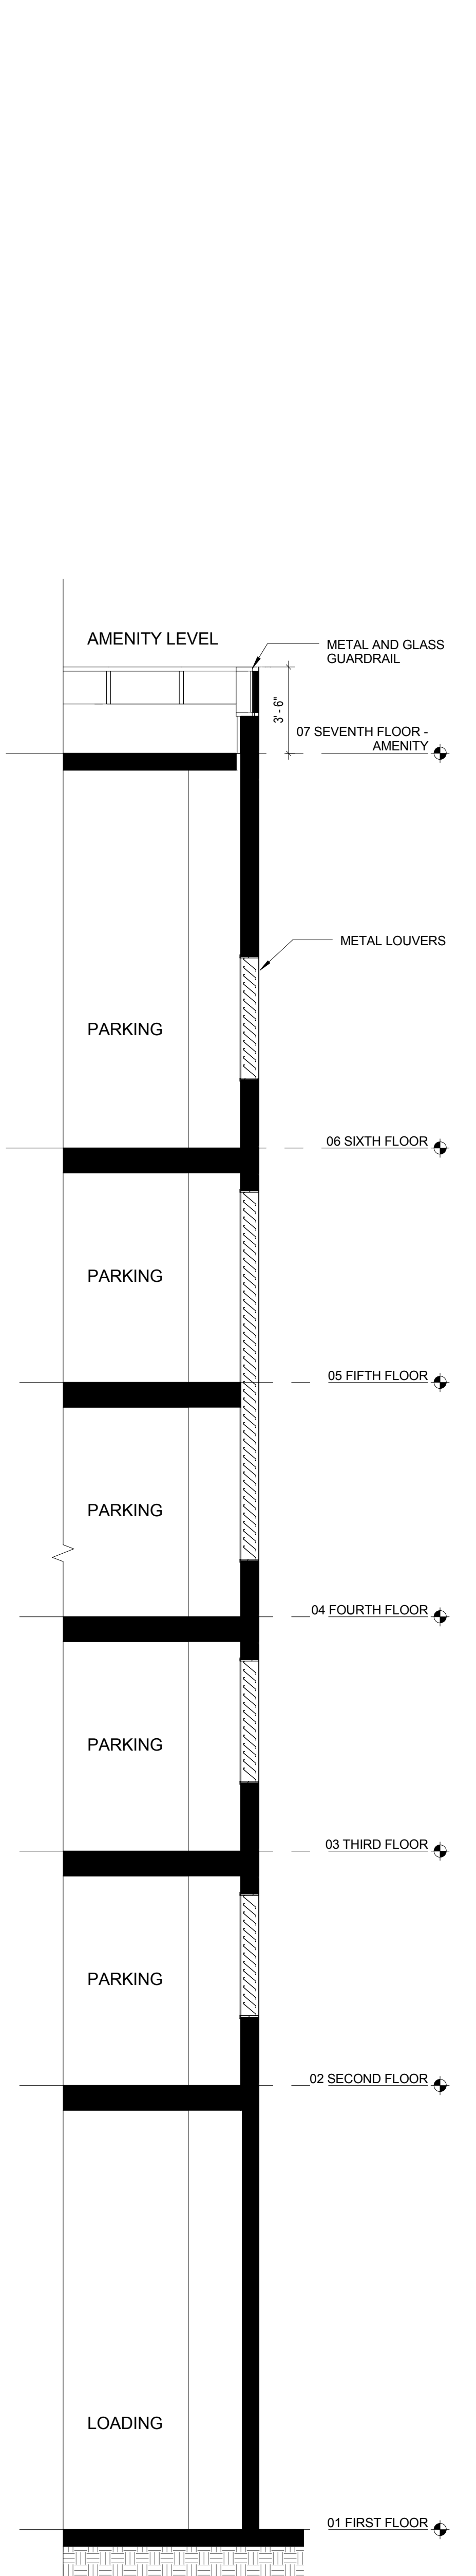 AMENITY LEVEL
METAL AND GLASS
GUARDRAIL
3' - 6"
07 SEVENTH FLOOR -
AMENITY
METAL LOUVERS
PARKING
06 SIXTH FLOOR
PARKING
05 FIFTH FLOOR
PARKING
04 FOURTH FLOOR
PARKING
03 THIRD FLOOR
PARKING
02 SECOND FLOOR
LOADING
01 FIRST FLOOR